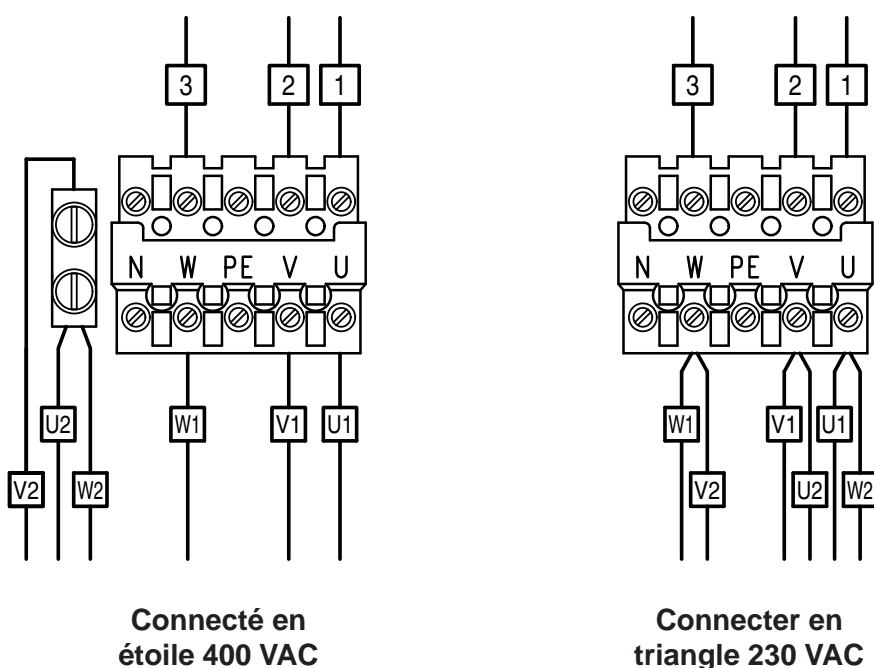 3 2 1
3 2 1
N W PE V U
N W PE V U
U2 W1 V1 U1
W1 V1 U1
V2 W2
V2 U2 W2
Connecté en
étoile 400 VAC
Connecter en
triangle 230 VAC